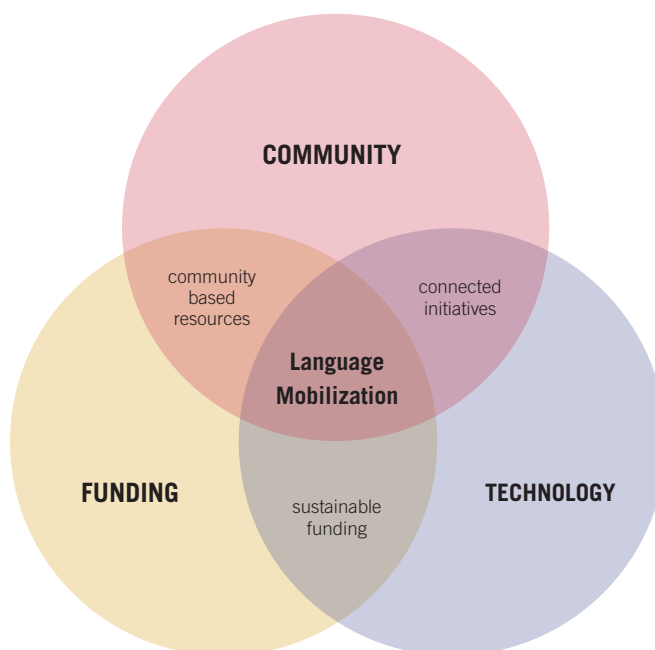 COMMUNITY
community
based
resources
connected
initiatives
Language
Mobilization
FUNDING
TECHNOLOGY
sustainable
funding